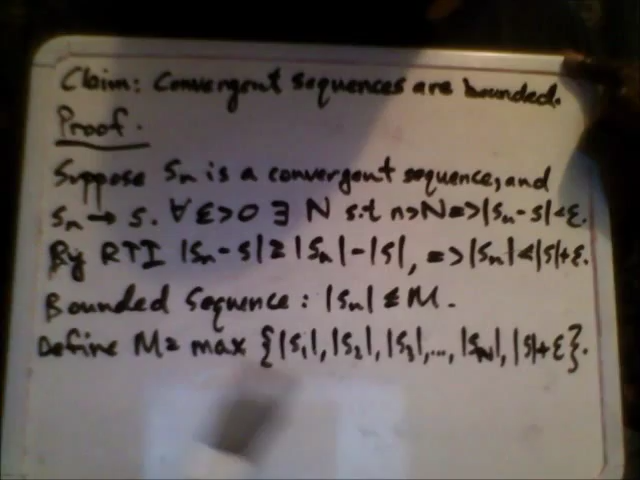 Claim: Convergent sequences are bounded.
Proof.
Suppose Sn is a convergent sequence, and
Sn → S. ∀ ε>0 ∃ N s.t n>N=>|Sn-S|<ε.
By RTI |Sn-S|≥|Sn|-|S|, =>|Sn|<|S|+ε.
Bounded Sequence: |Sn| ≤ M.
Define M= max {|S1|, |S2|, |S3|,..., |SN|, |S|+ε}.